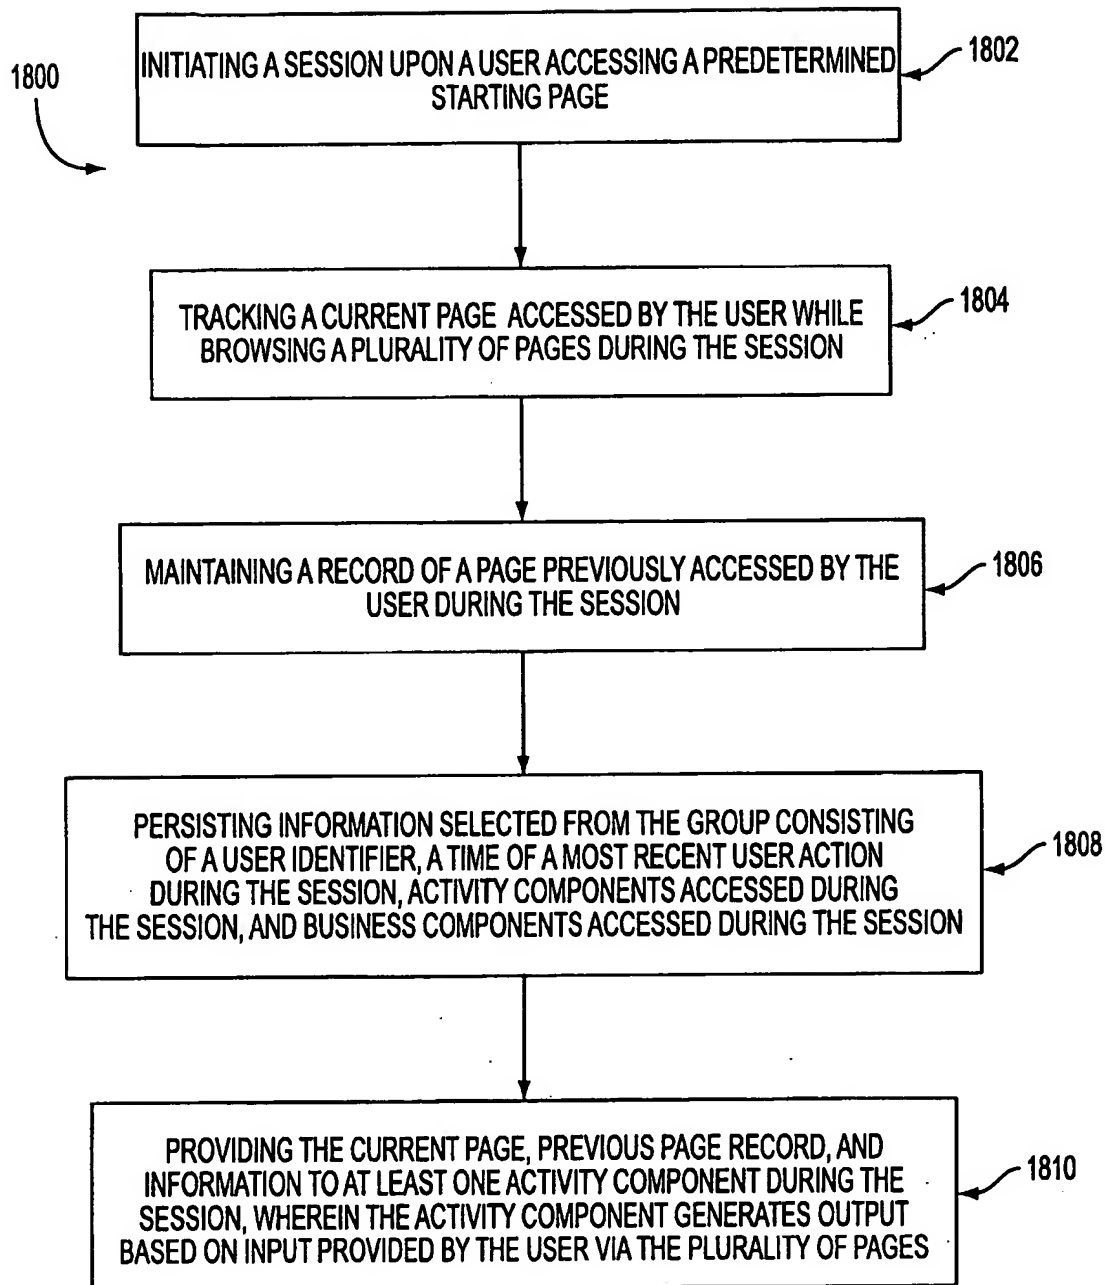 1800
INITIATING A SESSION UPON A USER ACCESSING A PREDETERMINED
STARTING PAGE
1802
TRACKING A CURRENT PAGE ACCESSED BY THE USER WHILE
BROWSING A PLURALITY OF PAGES DURING THE SESSION
1804
MAINTAINING A RECORD OF A PAGE PREVIOUSLY ACCESSED BY THE
USER DURING THE SESSION
1806
PERSISTING INFORMATION SELECTED FROM THE GROUP CONSISTING
OF A USER IDENTIFIER, A TIME OF A MOST RECENT USER ACTION
DURING THE SESSION, ACTIVITY COMPONENTS ACCESSED DURING
THE SESSION, AND BUSINESS COMPONENTS ACCESSED DURING THE SESSION
1808
PROVIDING THE CURRENT PAGE, PREVIOUS PAGE RECORD, AND
INFORMATION TO AT LEAST ONE ACTIVITY COMPONENT DURING THE
SESSION, WHEREIN THE ACTIVITY COMPONENT GENERATES OUTPUT
BASED ON INPUT PROVIDED BY THE USER VIA THE PLURALITY OF PAGES
1810